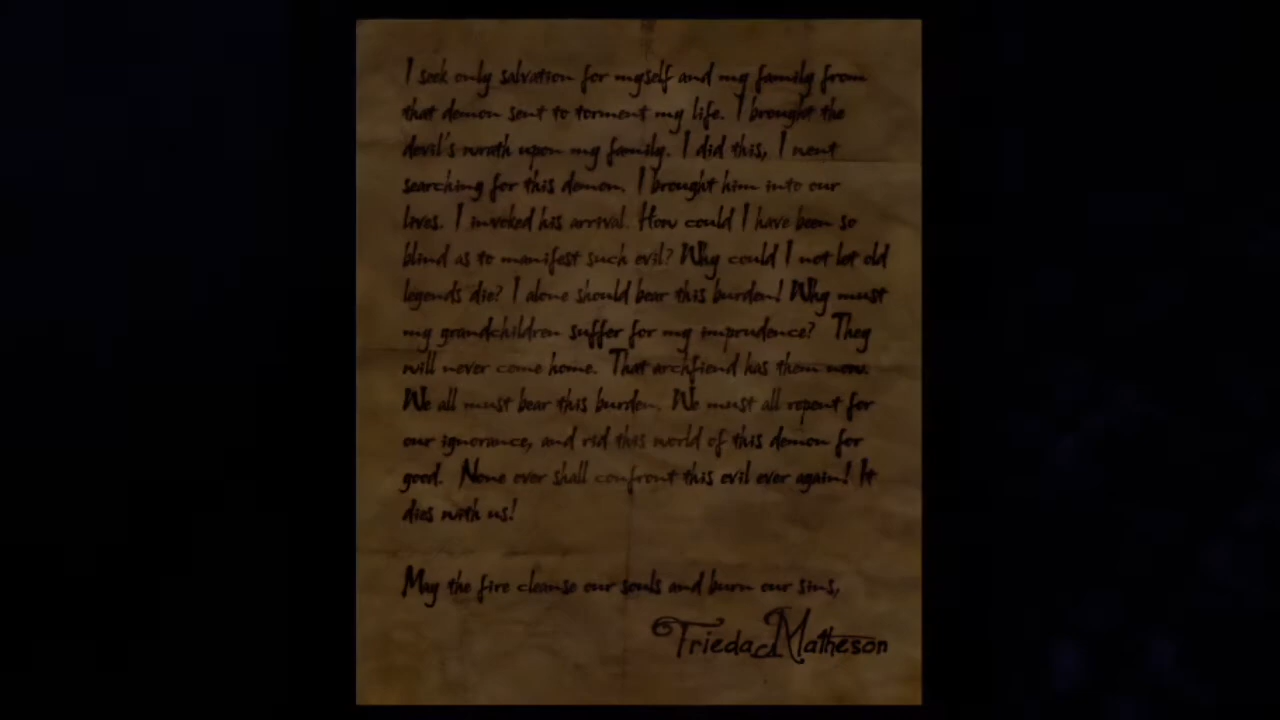 I seek only salvation for myself and my family from
that demon sent to torment my life. I brought the
devil's wrath upon my family. I did this, I went
searching for this demon. I brought him into our
lives. I invoked his arrival. How could I have been so
blind as to manifest such evil? Why could I not let old
legends die? I alone should bear this burden! Why must
my grandchildren suffer for my imprudence? They
will never come home. That archfiend has them now.
We all must bear this burden. We must all repent for
our ignorance, and rid this world of this demon for
good. None ever shall confront this evil ever again! It
dies with us!
May the fire cleanse our souls and burn our sins,
Frieda Matheson